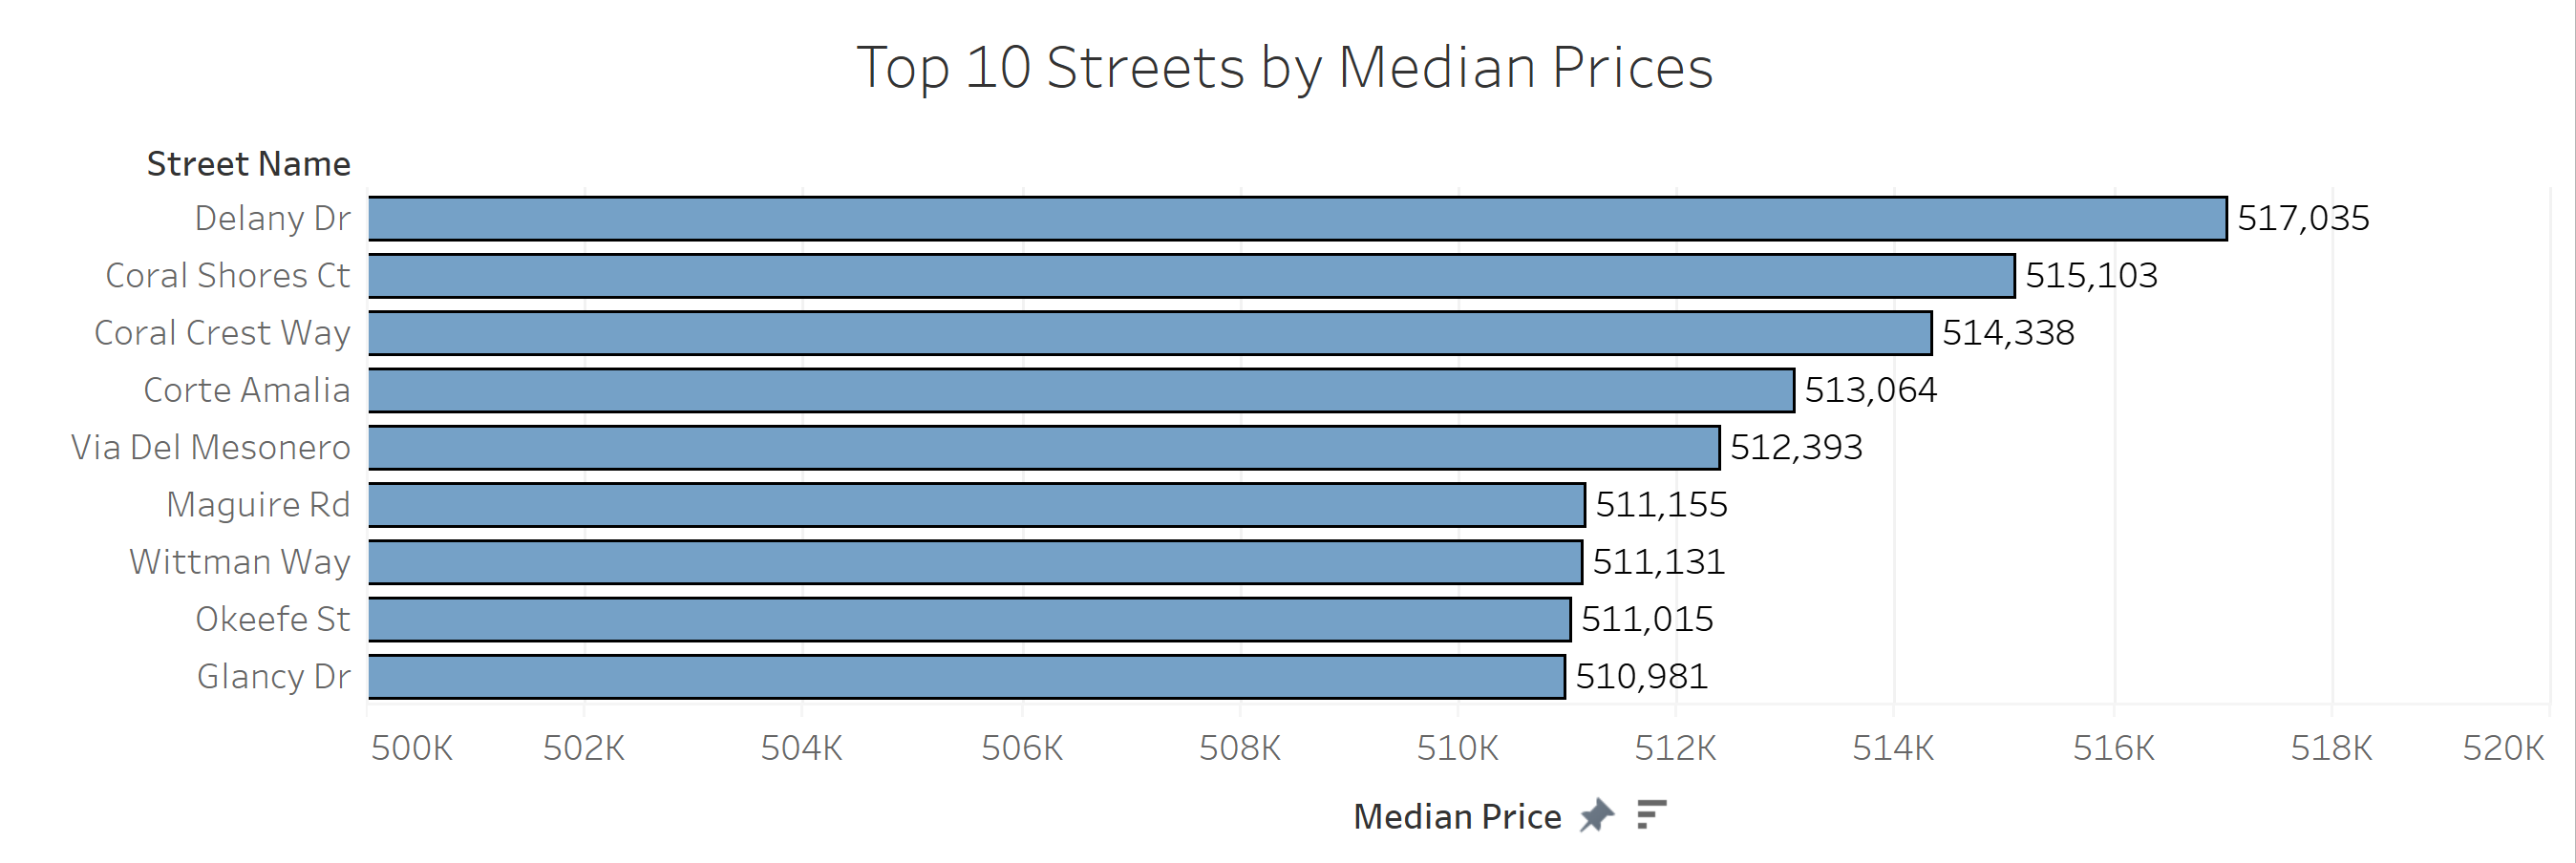 Top 10 Streets by Median Prices
Street Name
Delany Dr 517,035
Coral Shores Ct 515,103
Coral Crest Way 514,338
Corte Amalia 513,064
Via Del Mesonero 512,393
Maguire Rd 511,155
Wittman Way 511,131
Okeefe St 511,015
Glancy Dr 510,981
500K 502K 504K 506K 508K 510K 512K 514K 516K 518K 520K
Median Price